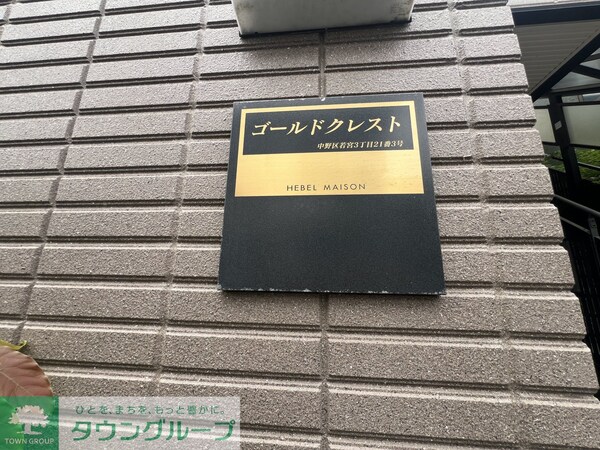 ゴールドクレスト
中野区若宮3丁目21番3号
HEBEL MAISON
ひとを、まちを、もっと豊かに。
タウングループ
TOWN GROUP